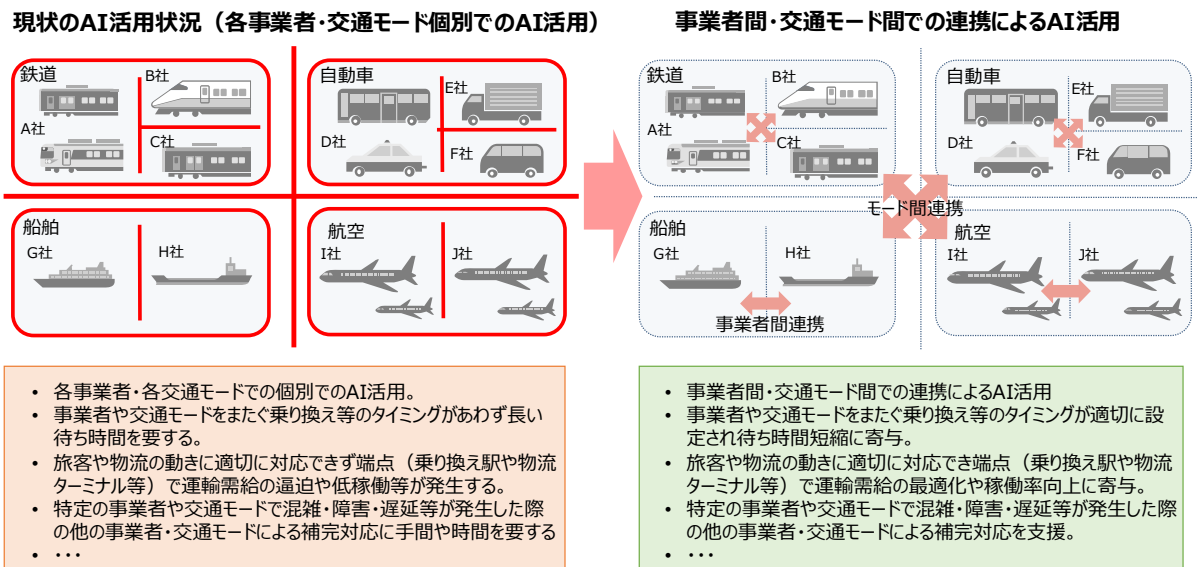 現状のAI活用状況（各事業者・交通モード個別でのAI活用）
鉄道
B社
A社
C社
自動車
E社
D社
F社
船舶
G社
H社
航空
I社
J社
・ 各事業者・各交通モードでの個別でのAI活用。
・ 事業者や交通モードをまたぐ乗り換え等のタイミングがあわず長い
待ち時間を要する。
・ 旅客や物流の動きに適切に対応できず端点（乗り換え駅や物流
ターミナル等）で運輸需給の逼迫や低稼働等が発生する。
・ 特定の事業者や交通モードで混雑・障害・遅延等が発生した際
の他の事業者・交通モードによる補完対応に手間や時間を要する
・ ･･･
事業者間・交通モード間での連携によるAI活用
鉄道
B社
A社
C社
自動車
E社
D社
F社
モード間連携
船舶
G社
H社
事業者間連携
航空
I社
J社
・ 事業者間・交通モード間での連携によるAI活用
・ 事業者や交通モードをまたぐ乗り換え等のタイミングが適切に設
定され待ち時間短縮に寄与。
・ 旅客や物流の動きに適切に対応でき端点（乗り換え駅や物流
ターミナル等）で運輸需給の最適化や稼働率向上に寄与。
・ 特定の事業者や交通モードで混雑・障害・遅延等が発生した際
の他の事業者・交通モードによる補完対応を支援。
・ ･･･